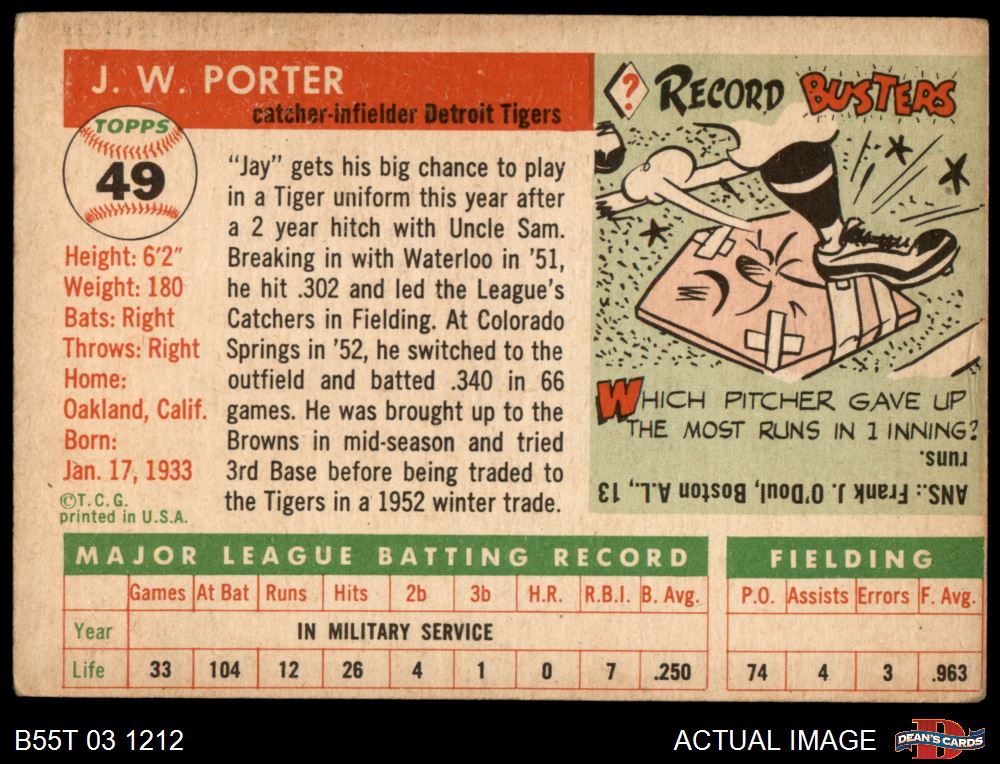 J. W. PORTER
catcher-infielder Detroit Tigers
TOPPS
49
Height: 6'2"
Weight: 180
Bats: Right
Throws: Right
Home:
Oakland, Calif.
Born:
Jan. 17, 1933
©T.C.G.
printed in U.S.A.
"Jay" gets his big chance to play
in a Tiger uniform this year after
a 2 year hitch with Uncle Sam.
Breaking in with Waterloo in '51,
he hit .302 and led the League's
Catchers in Fielding. At Colorado
Springs in '52, he switched to the
outfield and batted .340 in 66
games. He was brought up to the
Browns in mid-season and tried
3rd Base before being traded to
the Tigers in a 1952 winter trade.
? RECORD BUSTERS
WHICH PITCHER GAVE UP
THE MOST RUNS IN 1 INNING?
ANS.: Frank J. O'Doul, Boston A.L., 13
runs.
MAJOR LEAGUE BATTING RECORD FIELDING
Games At Bat Runs Hits 2b 3b H.R. R.B.I. B. Avg. P.O. Assists Errors F. Avg.
Year IN MILITARY SERVICE
Life 33 104 12 26 4 1 0 7 .250 74 4 3 .963
B55T 03 1212
ACTUAL IMAGE
DEAN'S CARDS